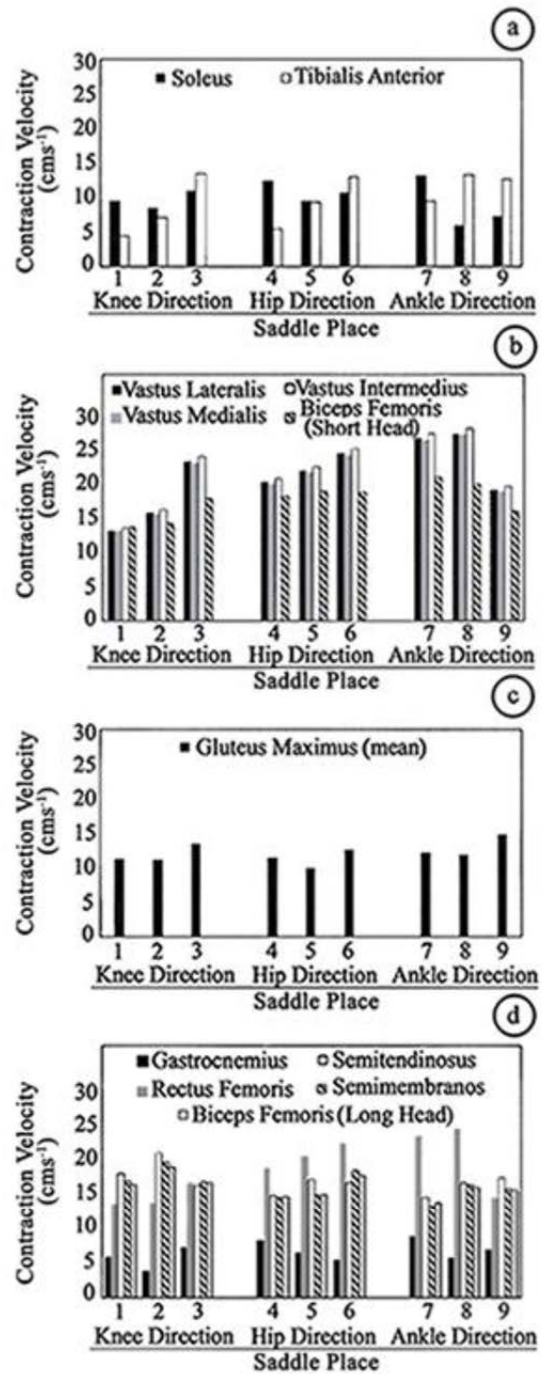 a
30
Soleus Tibialis Anterior
25
20
15
10
5
0
Contraction Velocity
(cms⁻¹)
1 2 3 4 5 6 7 8 9
Knee Direction Hip Direction Ankle Direction
Saddle Place
b
Vastus Lateralis Vastus Intermedius
Vastus Medialis Biceps Femoris
(Short Head)
30
25
20
15
10
5
0
Contraction Velocity
(cms⁻¹)
1 2 3 4 5 6 7 8 9
Knee Direction Hip Direction Ankle Direction
Saddle Place
c
30
Gluteus Maximus (mean)
25
20
15
10
5
0
Contraction Velocity
(cms⁻¹)
1 2 3 4 5 6 7 8 9
Knee Direction Hip Direction Ankle Direction
Saddle Place
d
Gastrocnemius Semitendinosus
Rectus Femoris Semimembranos
Biceps Femoris (Long Head)
30
25
20
15
10
5
0
Contraction Velocity
(cms⁻¹)
1 2 3 4 5 6 7 8 9
Knee Direction Hip Direction Ankle Direction
Saddle Place